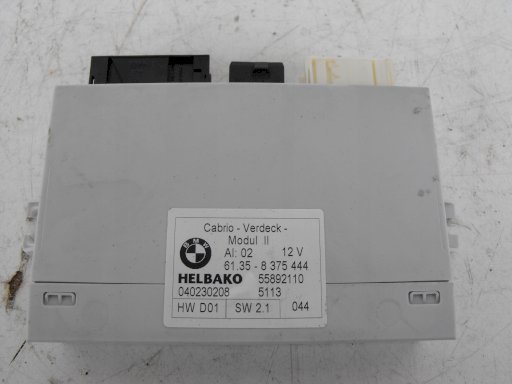 Cabrio - Verdeck -
Modul II
BMW
AI: 02 12 V
61.35 - 8 375 444
HELBAKO 55892110
040230208 5113
HW D01 SW 2.1 044